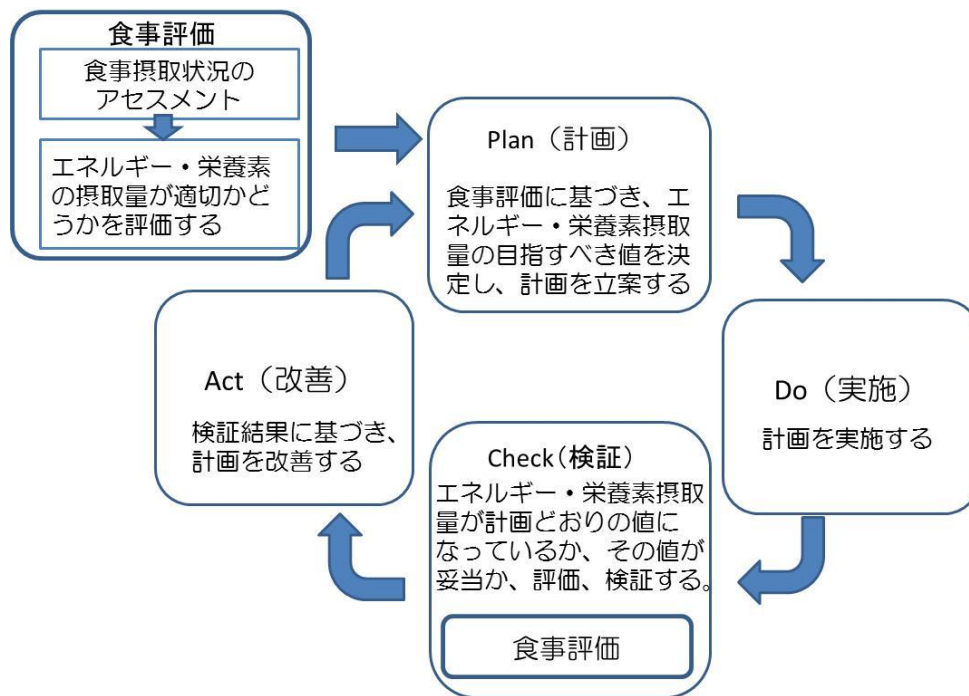 食事評価
食事摂取状況の
アセスメント
エネルギー・栄養素
の摂取量が適切かど
うかを評価する
Plan（計画）
食事評価に基づき、エ
ネルギー・栄養素摂取
量の目指すべき値を決
定し、計画を立案する
Do（実施）
計画を実施する
Check（検証）
エネルギー・栄養素摂取
量が計画どおりの値に
なっているか、その値が
妥当か、評価、検証する。
食事評価
Act（改善）
検証結果に基づき、
計画を改善する